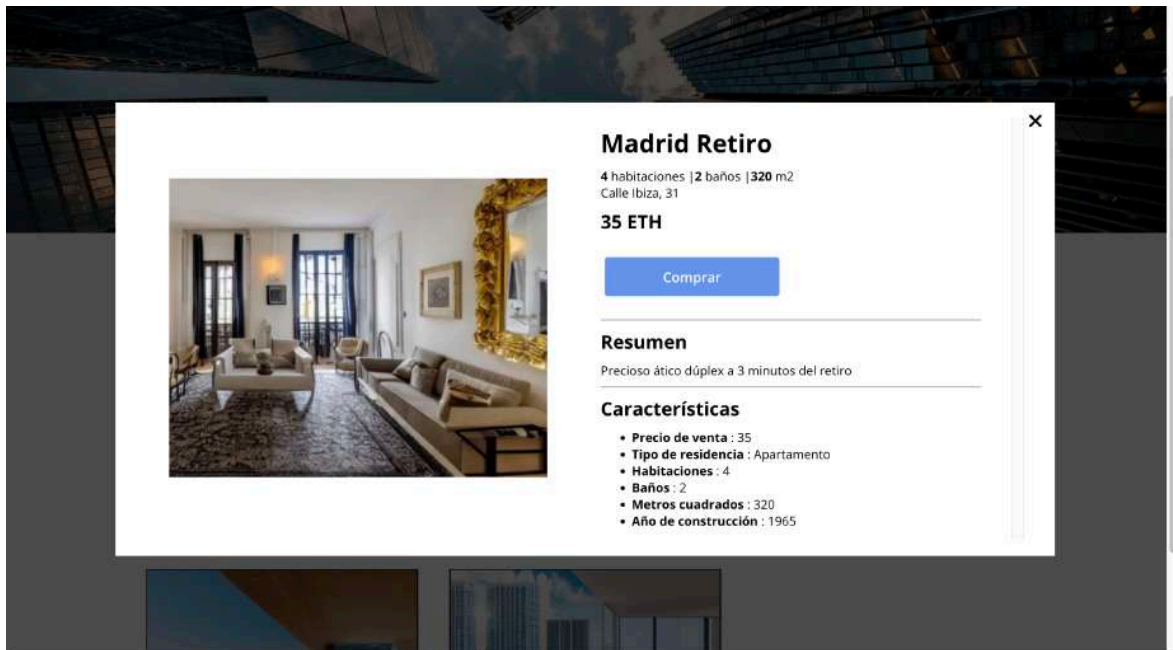 Madrid Retiro
4 habitaciones |2 baños |320 m2
Calle Ibiza, 31
35 ETH
Comprar
Resumen
Precioso ático dúplex a 3 minutos del retiro
Características
• Precio de venta : 35
• Tipo de residencia : Apartamento
• Habitaciones : 4
• Baños : 2
• Metros cuadrados : 320
• Año de construcción : 1965